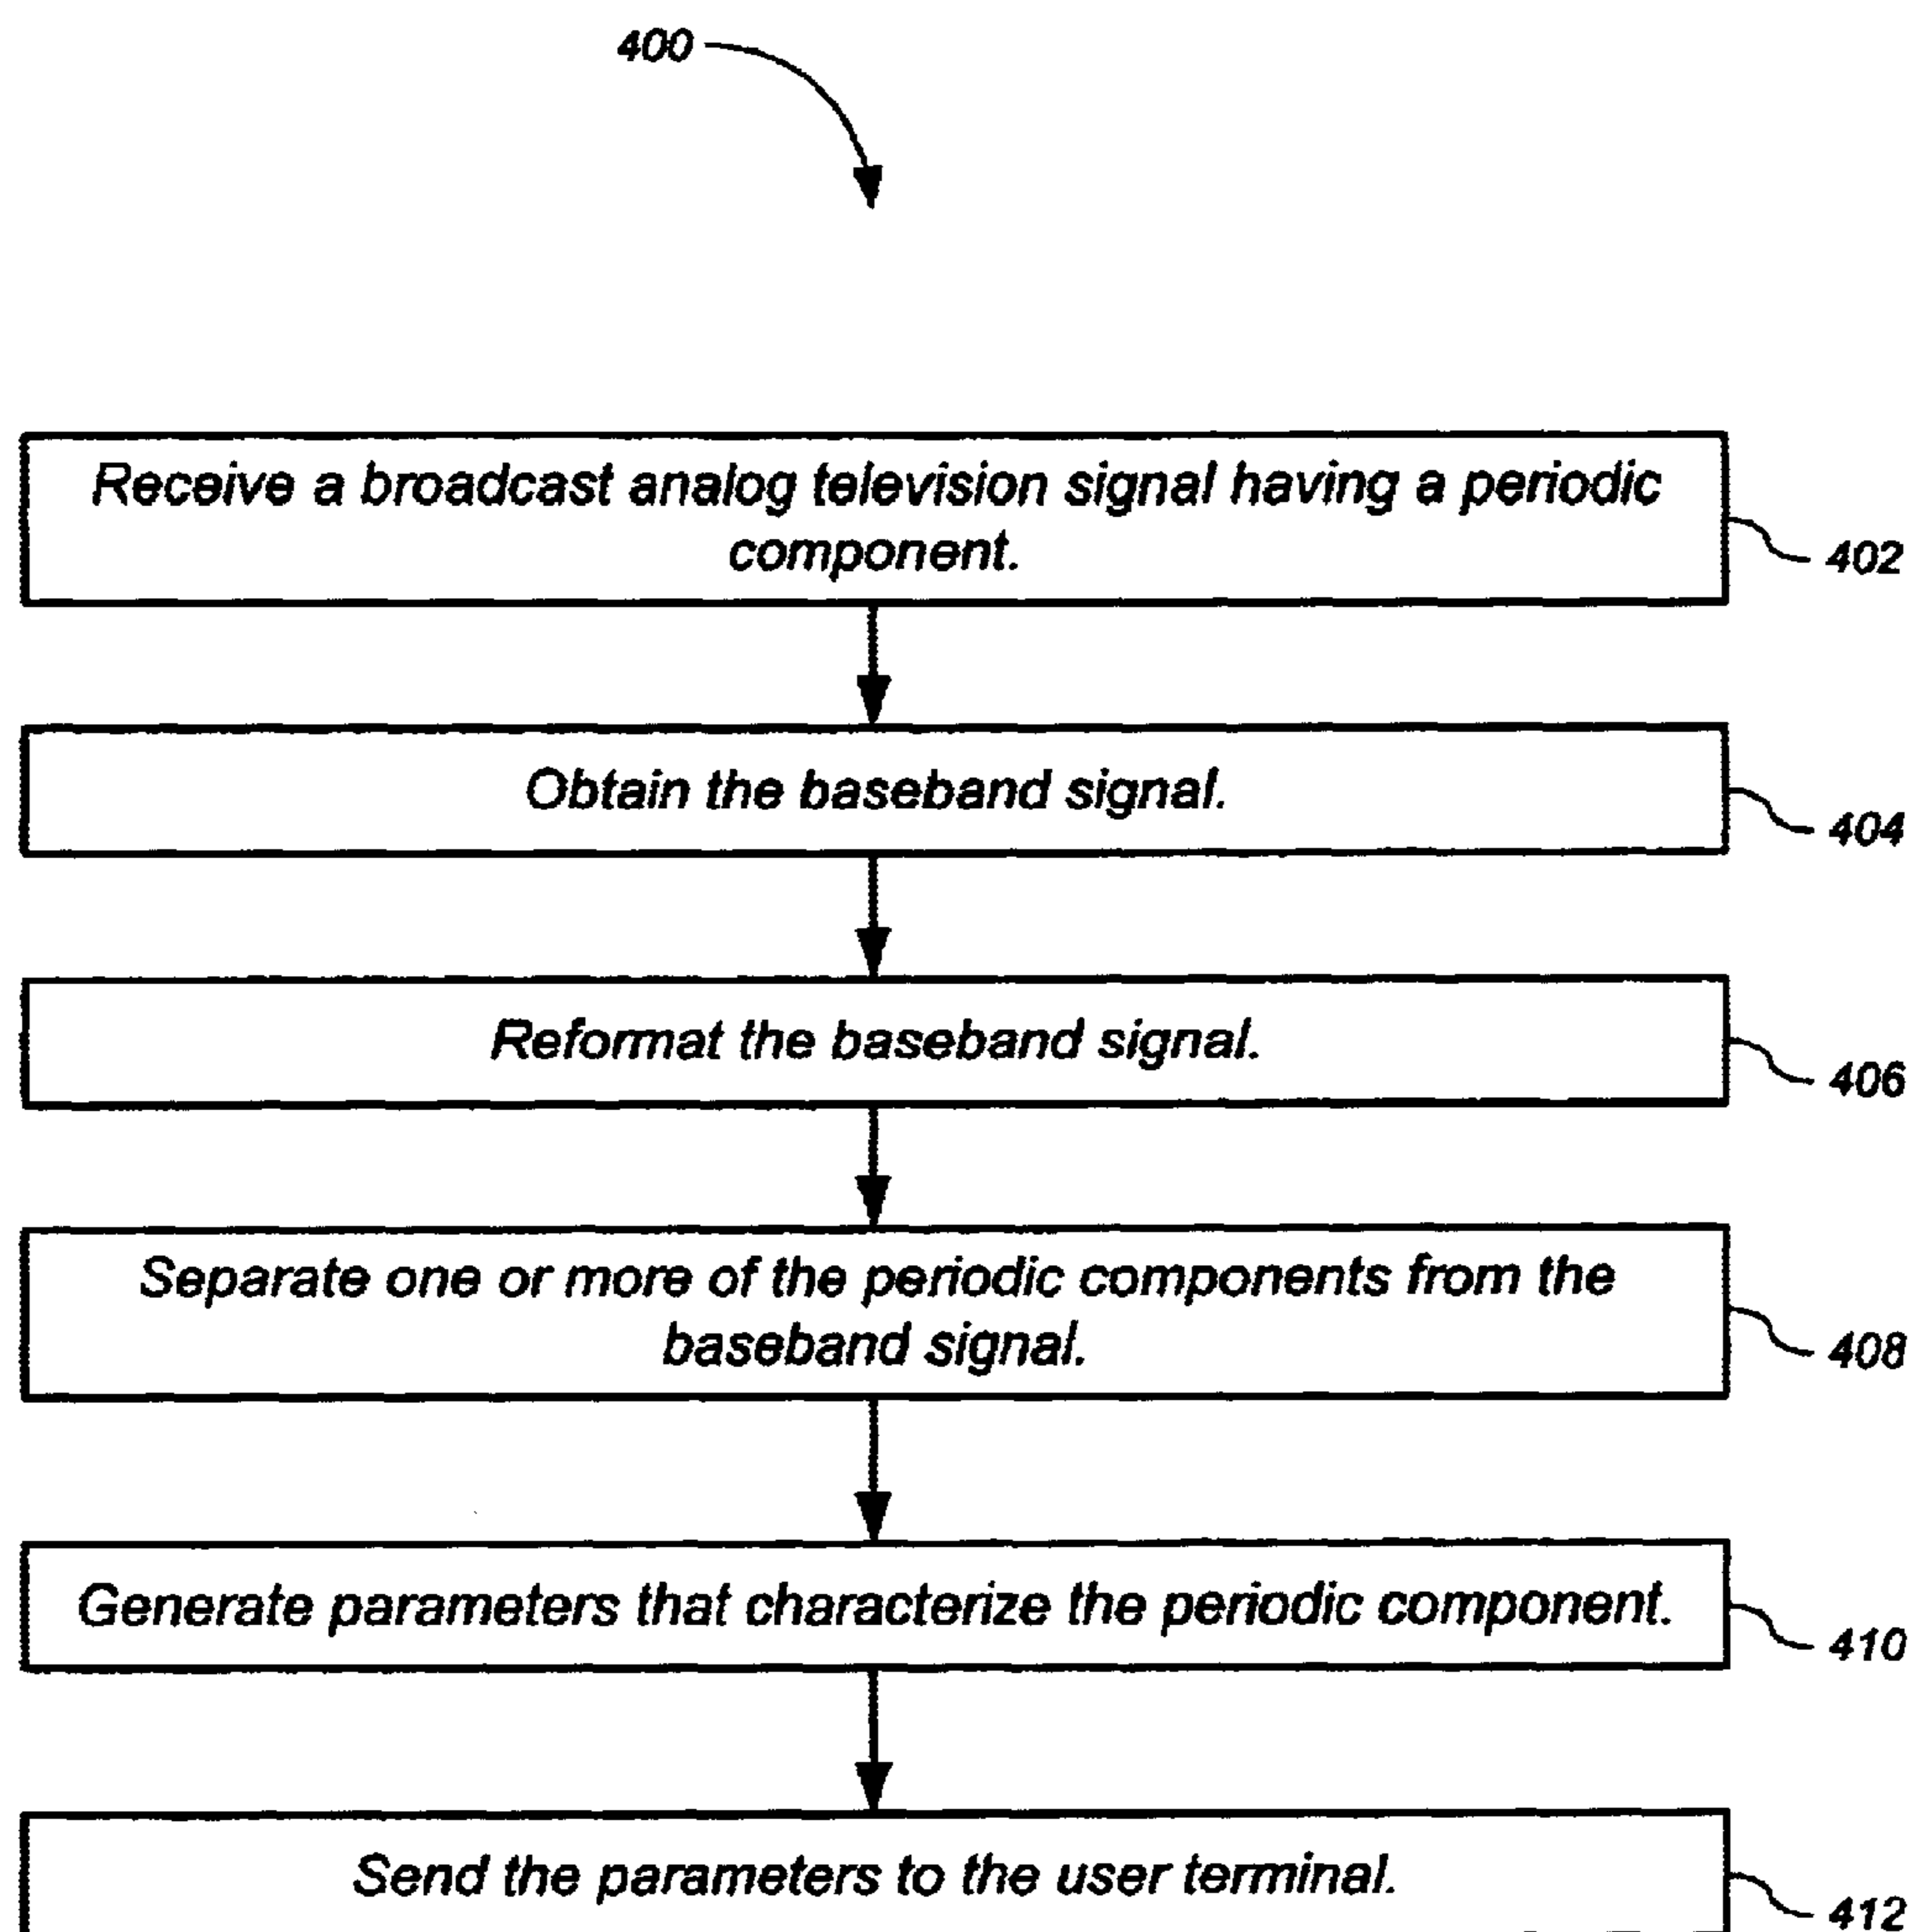 400
Receive a broadcast analog television signal having a periodic
component.
402
Obtain the baseband signal.
404
Reformat the baseband signal.
406
Separate one or more of the periodic components from the
baseband signal.
408
Generate parameters that characterize the periodic component.
410
Send the parameters to the user terminal.
412